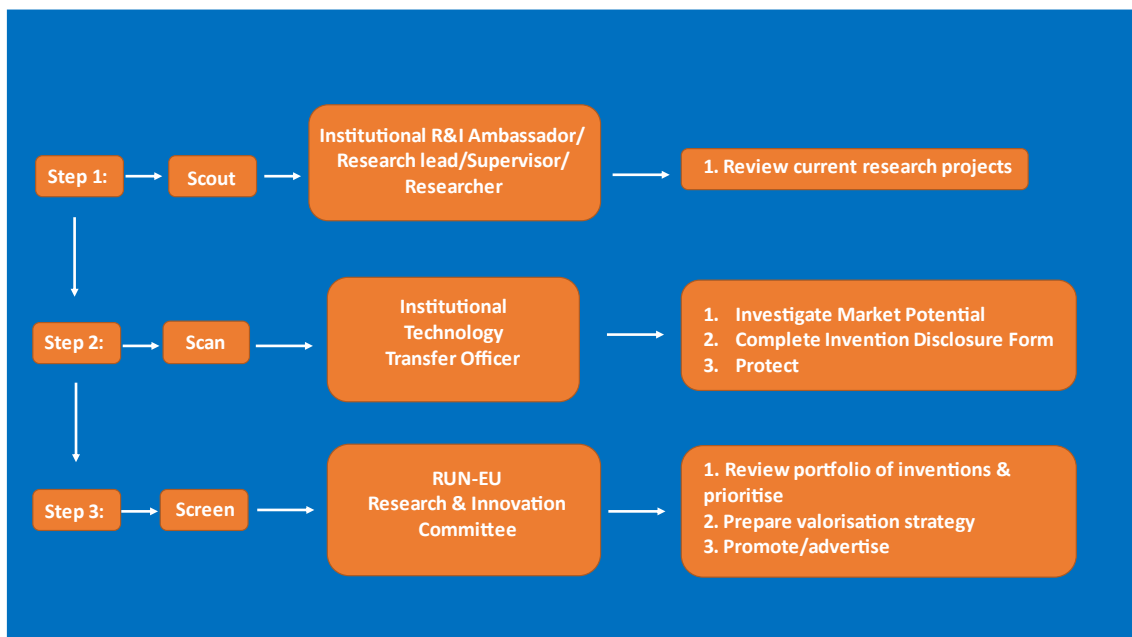 Step 1:
Scout
Institutional R&I Ambassador/
Research lead/Supervisor/
Researcher
1. Review current research projects
Step 2:
Scan
Institutional
Technology
Transfer Officer
1. Investigate Market Potential
2. Complete Invention Disclosure Form
3. Protect
Step 3:
Screen
RUN-EU
Research & Innovation
Committee
1. Review portfolio of inventions &
prioritise
2. Prepare valorisation strategy
3. Promote/advertise